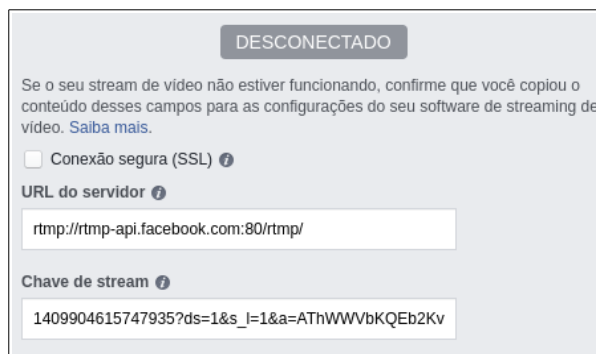 DESCONECTADO
Se o seu stream de vídeo não estiver funcionando, confirme que você copiou o
conteúdo desses campos para as configurações do seu software de streaming de
vídeo. Saiba mais.
Conexão segura (SSL)
URL do servidor
rtmp://rtmp-api.facebook.com:80/rtmp/
Chave de stream
1409904615747935?ds=1&s_l=1&a=AThWWVbKQEb2Kv